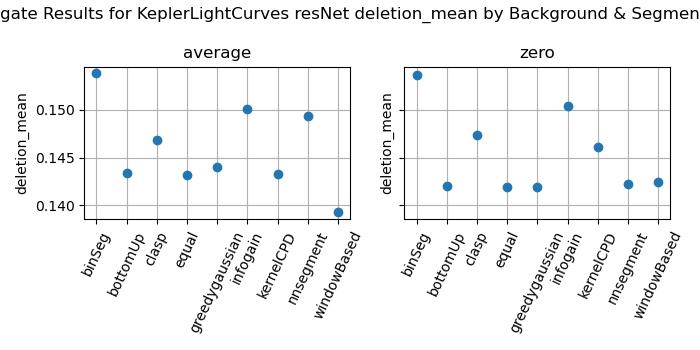 gate Results for KeplerLightCurves resNet deletion_mean by Background & Segmen
average
zero
deletion_mean
0.150
0.145
0.140
binSeg
bottomUp
clasp
equal
greedygaussian
infogain
kernelCPD
nnsegment
windowBased
deletion_mean
binSeg
bottomUp
clasp
equal
greedygaussian
infogain
kernelCPD
nnsegment
windowBased